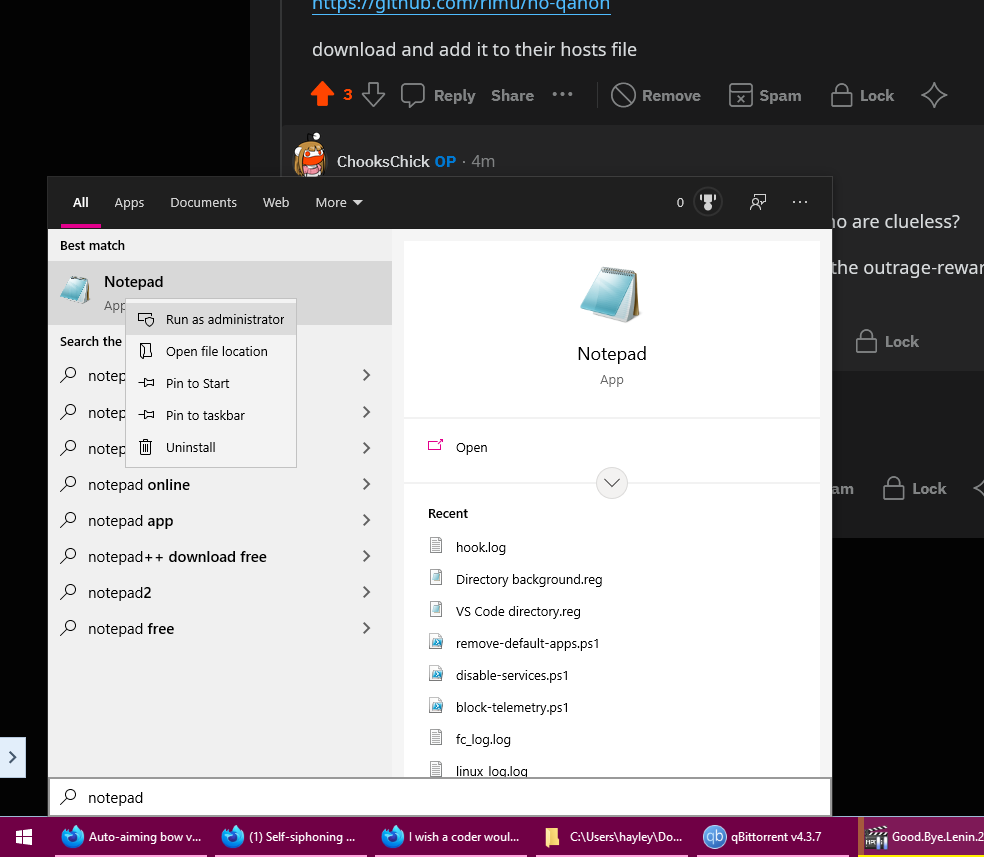 https://github.com/rimu/no-qanon
download and add it to their hosts file
3 Reply Share ··· Remove Spam Lock
ChooksChick OP · 4m
who are clueless?
the outrage-rewar
Lock
am Lock
All Apps Documents Web More 0 ···
Best match
Notepad
App
Search the
notep
notep
notep
notepad online
notepad app
notepad++ download free
notepad2
notepad free
Run as administrator
Open file location
Pin to Start
Pin to taskbar
Uninstall
Notepad
App
Open
Recent
hook.log
Directory background.reg
VS Code directory.reg
remove-default-apps.ps1
disable-services.ps1
block-telemetry.ps1
fc_log.log
linux_log.log
notepad
Auto-aiming bow v... (1) Self-siphoning ... I wish a coder woul... C:\Users\hayley\Do... qb qBittorrent v4.3.7 Good.Bye.Lenin.2